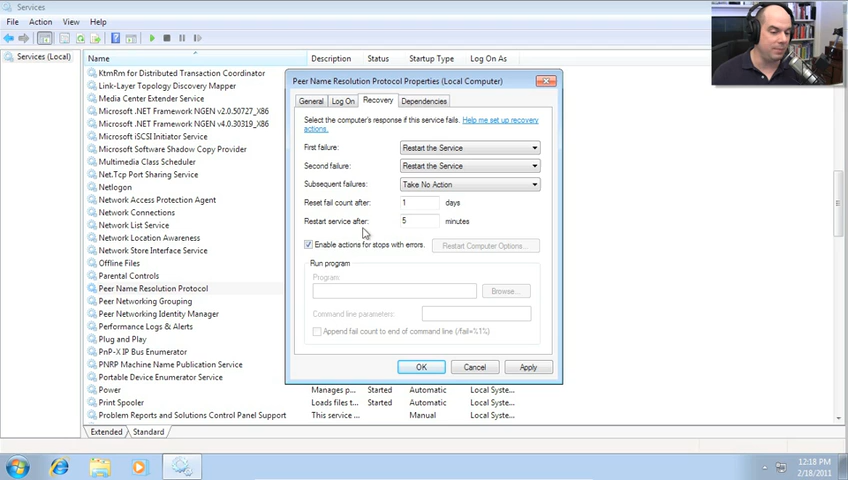 Services
File Action View Help
Services (Local)
Name Description Status Startup Type Log On As
KtmRm for Distributed Transaction Coordinator
Link-Layer Topology Discovery Mapper
Media Center Extender Service
Microsoft .NET Framework NGEN v2.0.50727_X86
Microsoft .NET Framework NGEN v4.0.30319_X86
Microsoft iSCSI Initiator Service
Microsoft Software Shadow Copy Provider
Multimedia Class Scheduler
Net.Tcp Port Sharing Service
Netlogon
Network Access Protection Agent
Network Connections
Network List Service
Network Location Awareness
Network Store Interface Service
Offline Files
Parental Controls
Peer Name Resolution Protocol
Peer Networking Grouping
Peer Networking Identity Manager
Performance Logs & Alerts
Plug and Play
PnP-X IP Bus Enumerator
PNRP Machine Name Publication Service
Portable Device Enumerator Service
Power Manages p... Started Automatic Local Syste...
Print Spooler Loads files t... Started Automatic Local Syste...
Problem Reports and Solutions Control Panel Support This service ... Manual Local Syste...
Extended Standard
Peer Name Resolution Protocol Properties (Local Computer)
General Log On Recovery Dependencies
Select the computer's response if this service fails. Help me set up recovery
actions.
First failure: Restart the Service
Second failure: Restart the Service
Subsequent failures: Take No Action
Reset fail count after: 1 days
Restart service after: 5 minutes
Enable actions for stops with errors. Restart Computer Options...
Run program
Program:
Browse...
Command line parameters:
Append fail count to end of command line (/fail=%1%)
OK Cancel Apply
12:18 PM
2/18/2011